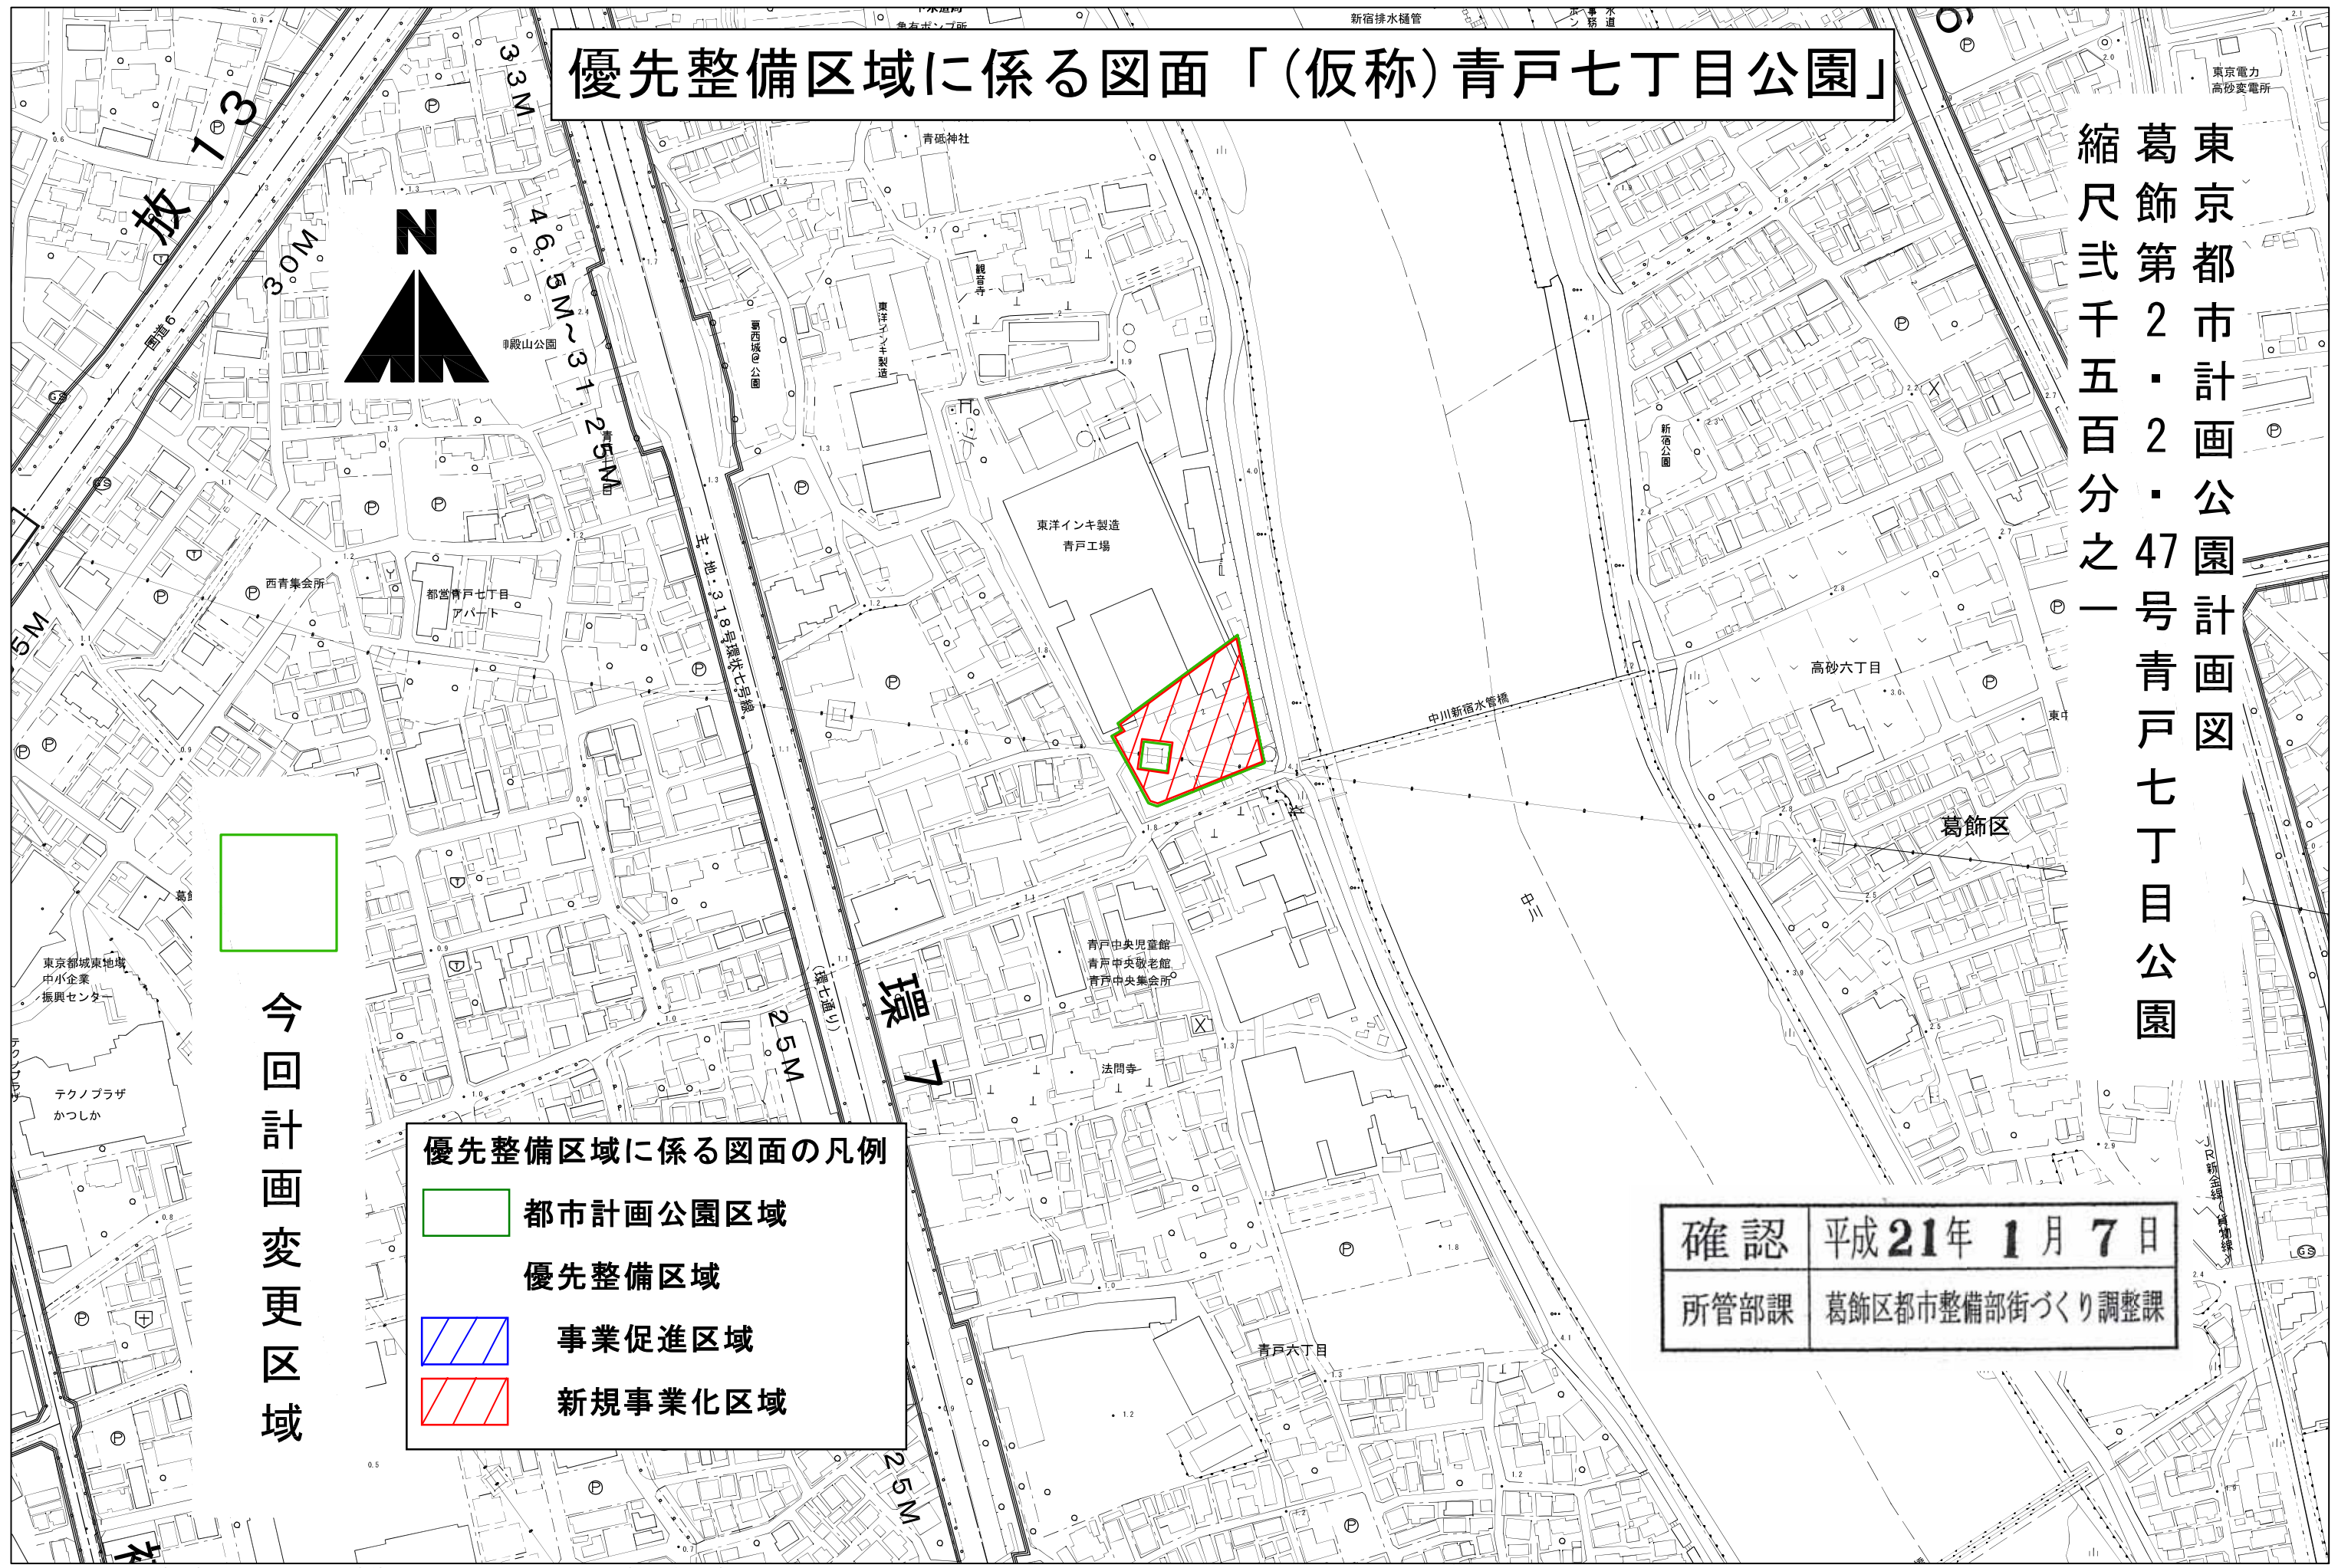 優先整備区域に係る図面「(仮称)青戸七丁目公園」
東京都市計画公園計画図
葛飾第2・2・47号青戸七丁目公園
縮尺弐千五百分之一
新宿排水樋管
東京電力
高砂変電所
青砥神社
放
13
33M
30M
46.5M~31.25M
国道6
N
観音寺
東洋インキ製造
新宿公園
東洋インキ製造
青戸工場
西青集会所
都営青戸七丁目
アパート
主・地・318号環状七号線
中川新宿水管橋
高砂六丁目
葛飾区
中川
今回計画変更区域
東京都城東地域
中小企業
振興センター
テクノプラザ
かつしか
(環七通り)
環
7
25M
青戸中央児童館
青戸中央敬老館
青戸中央集会所
法問寺
青戸六丁目
25M
優先整備区域に係る図面の凡例
都市計画公園区域
優先整備区域
事業促進区域
新規事業化区域
確認 平成21年1月7日
所管部課 葛飾区都市整備部街づくり調整課